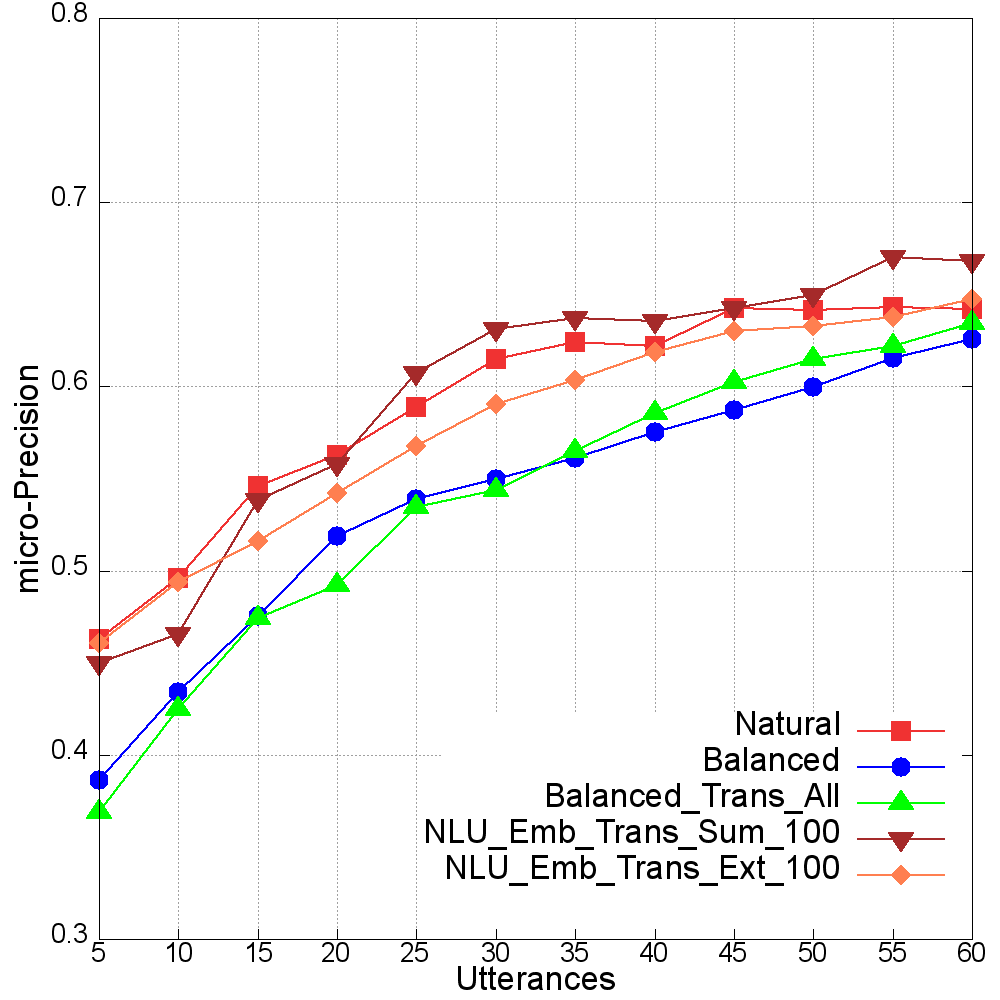 0.8
0.7
0.6
0.5
0.4
0.3
micro-Precision
Natural
Balanced
Balanced_Trans_All
NLU_Emb_Trans_Sum_100
NLU_Emb_Trans_Ext_100
5 10 15 20 25 30 35 40 45 50 55 60
Utterances